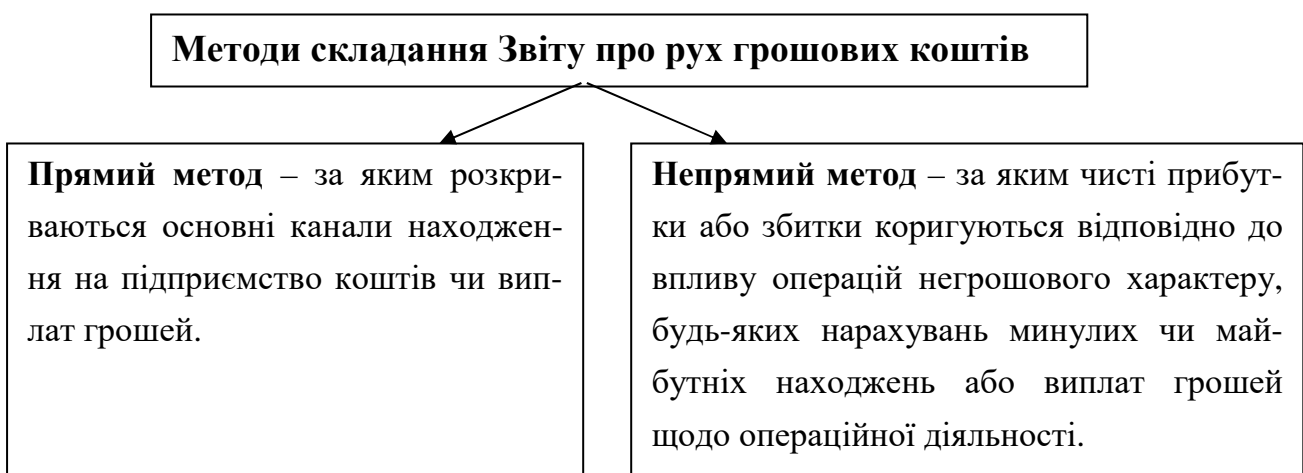 Методи складання Звіту про рух грошових коштів
Прямий метод – за яким розкри-
ваються основні канали находжен-
ня на підприємство коштів чи вип-
лат грошей.
Непрямий метод – за яким чисті прибут-
ки або збитки коригуються відповідно до
впливу операцій негрошового характеру,
будь-яких нарахувань минулих чи май-
бутніх находжень або виплат грошей
щодо операційної діяльності.